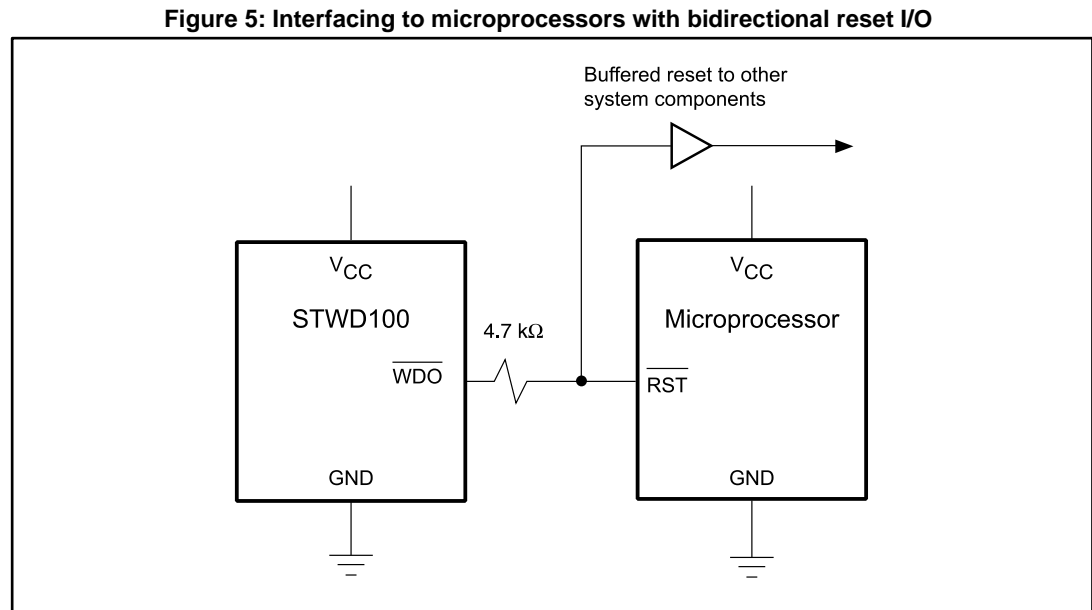 Figure 5: Interfacing to microprocessors with bidirectional reset I/O
Buffered reset to other
system components
VCC
STWD100
WDO
GND
4.7 kΩ
VCC
Microprocessor
RST
GND